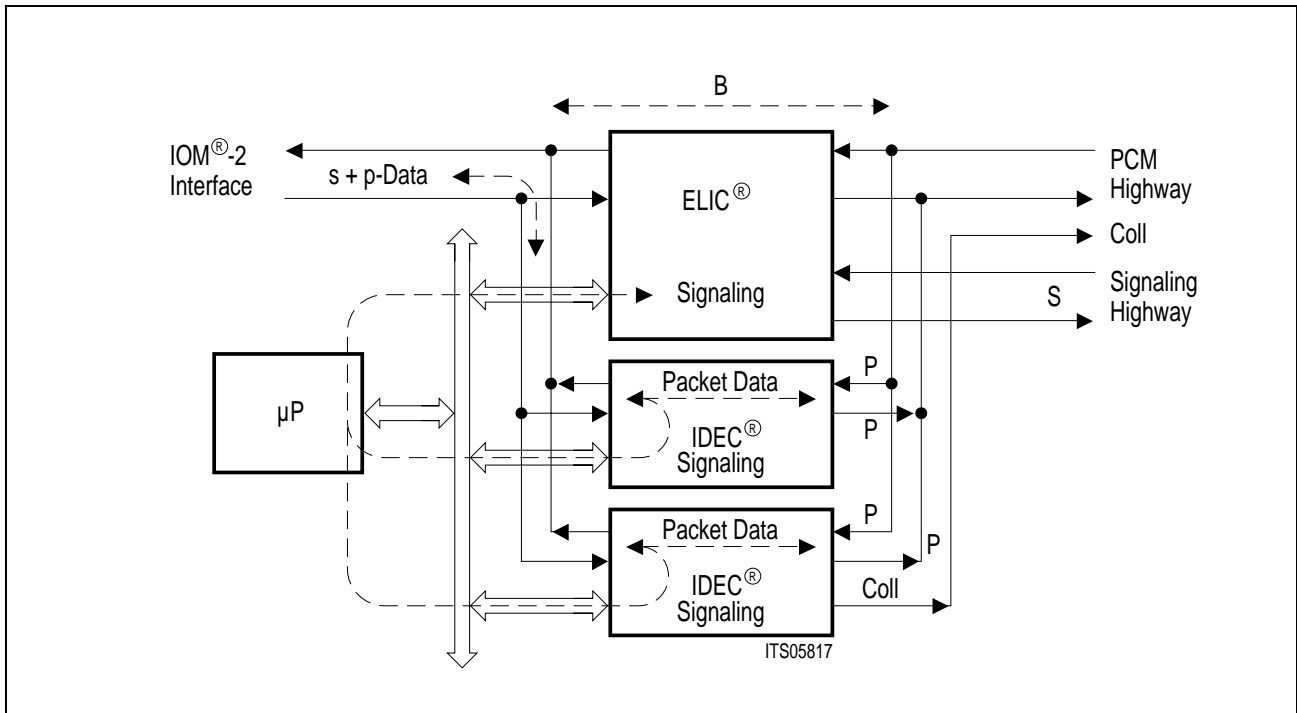 B
IOM®-2
Interface
s + p-Data
ELIC®
PCM
Highway
Coll
Signaling
Signaling
Highway
S
µP
Packet Data
P
P
IDEC®
Signaling
Packet Data
P
P
IDEC®
Signaling
Coll
ITS05817